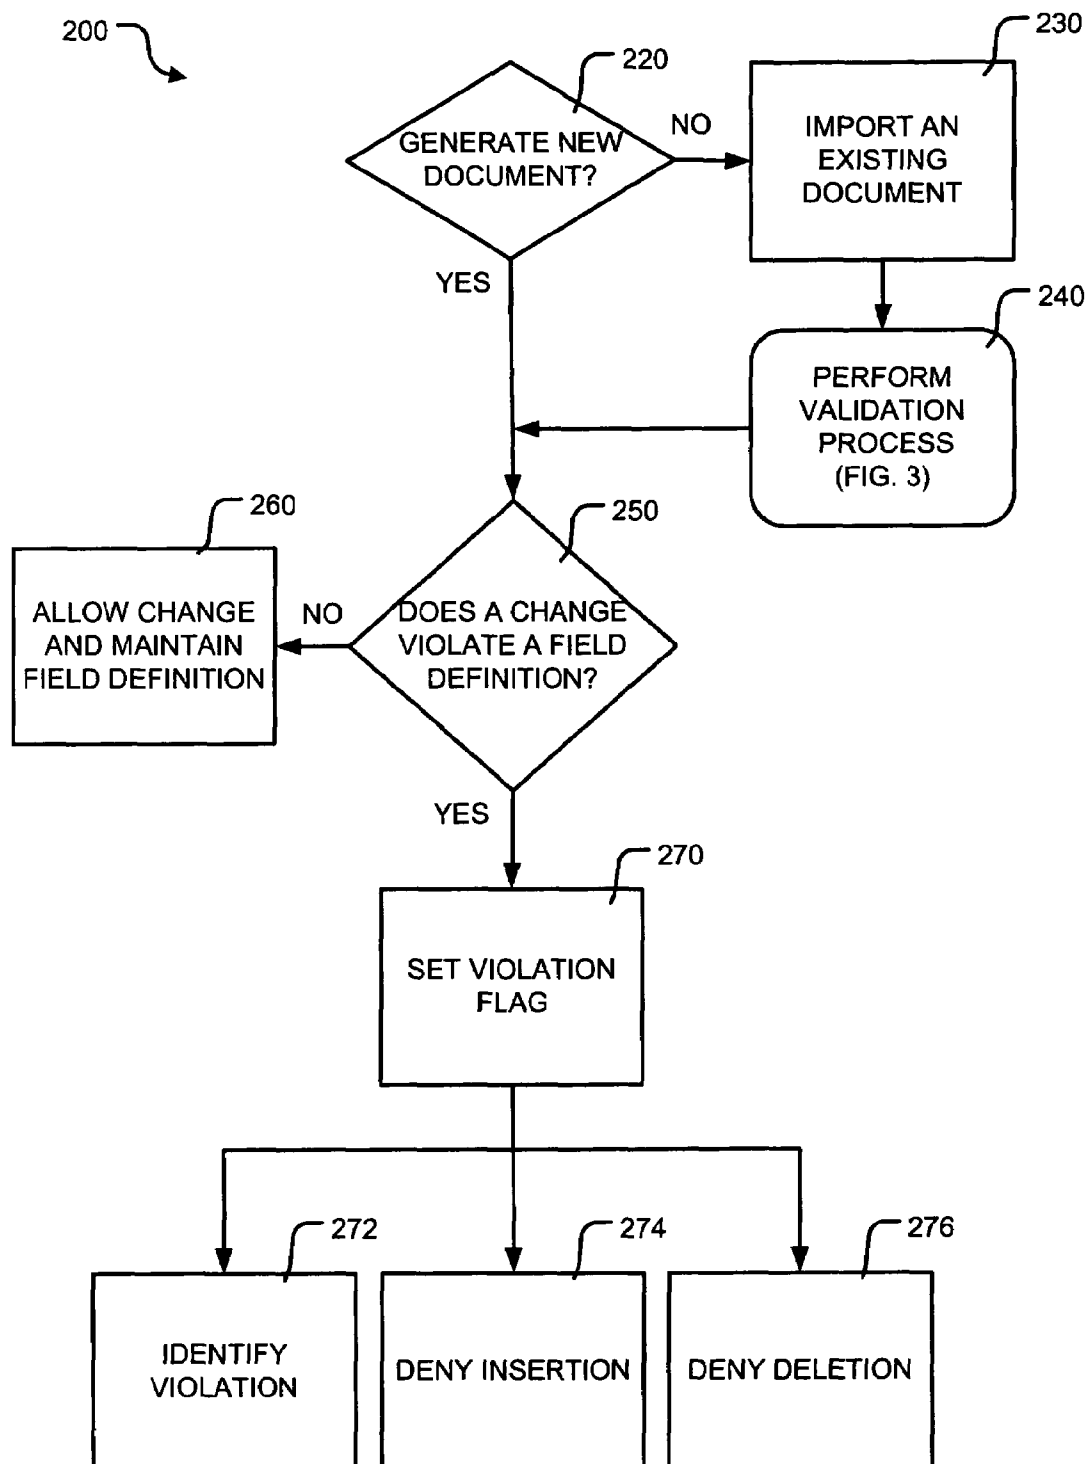 200
220
230
GENERATE NEW
DOCUMENT?
NO
IMPORT AN
EXISTING
DOCUMENT
YES
240
PERFORM
VALIDATION
PROCESS
(FIG. 3)
260
250
ALLOW CHANGE
AND MAINTAIN
FIELD DEFINITION
NO
DOES A CHANGE
VIOLATE A FIELD
DEFINITION?
YES
270
SET VIOLATION
FLAG
272
274
276
IDENTIFY
VIOLATION
DENY INSERTION
DENY DELETION